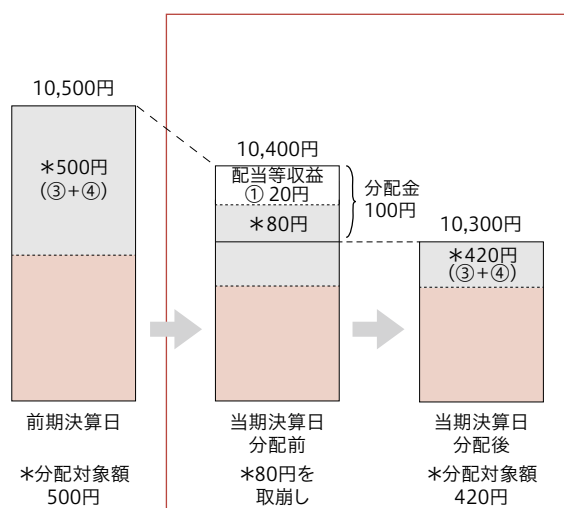 10,500円
＊500円
(③+④)
前期決算日
＊分配対象額
500円
10,400円
配当等収益
① 20円
＊80円
分配金
100円
当期決算日
分配前
＊80円を
取崩し
10,300円
＊420円
(③+④)
当期決算日
分配後
＊分配対象額
420円